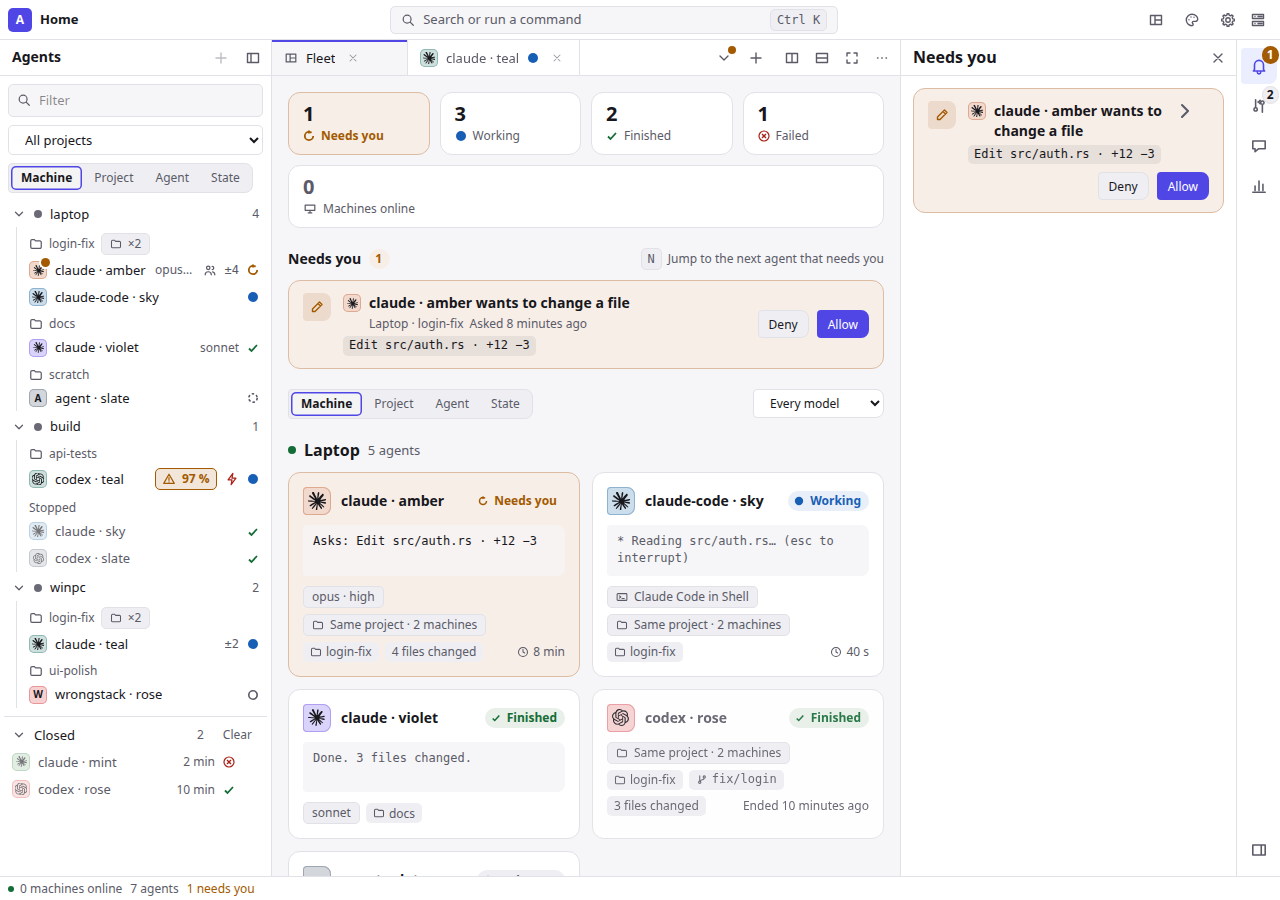 A Home
Search or run a command Ctrl K
Agents
Filter
All projects
Machine Project Agent State
laptop 4
login-fix ×2
claude · amber opus… ±4
claude-code · sky
docs
claude · violet sonnet
scratch
A agent · slate
build 1
api-tests
codex · teal 97 %
Stopped
claude · sky
codex · slate
winpc 2
login-fix ×2
claude · teal ±2
ui-polish
W wrongstack · rose
Closed 2 Clear
claude · mint 2 min
codex · rose 10 min
Fleet
claude · teal
1
Needs you
3
Working
2
Finished
1
Failed
0
Machines online
Needs you 1
N Jump to the next agent that needs you
claude · amber wants to change a file
Laptop · login-fix Asked 8 minutes ago
Edit src/auth.rs · +12 −3
Deny Allow
Machine Project Agent State
Every model
Laptop 5 agents
claude · amber Needs you
Asks: Edit src/auth.rs · +12 −3
opus · high
Same project · 2 machines
login-fix 4 files changed 8 min
claude-code · sky Working
* Reading src/auth.rs… (esc to
interrupt)
Claude Code in Shell
Same project · 2 machines
login-fix 40 s
claude · violet Finished
Done. 3 files changed.
sonnet docs
codex · rose Finished
Same project · 2 machines
login-fix fix/login
3 files changed Ended 10 minutes ago
Needs you
claude · amber wants to
change a file
Edit src/auth.rs · +12 −3
Deny Allow
1
2
0 machines online 7 agents 1 needs you